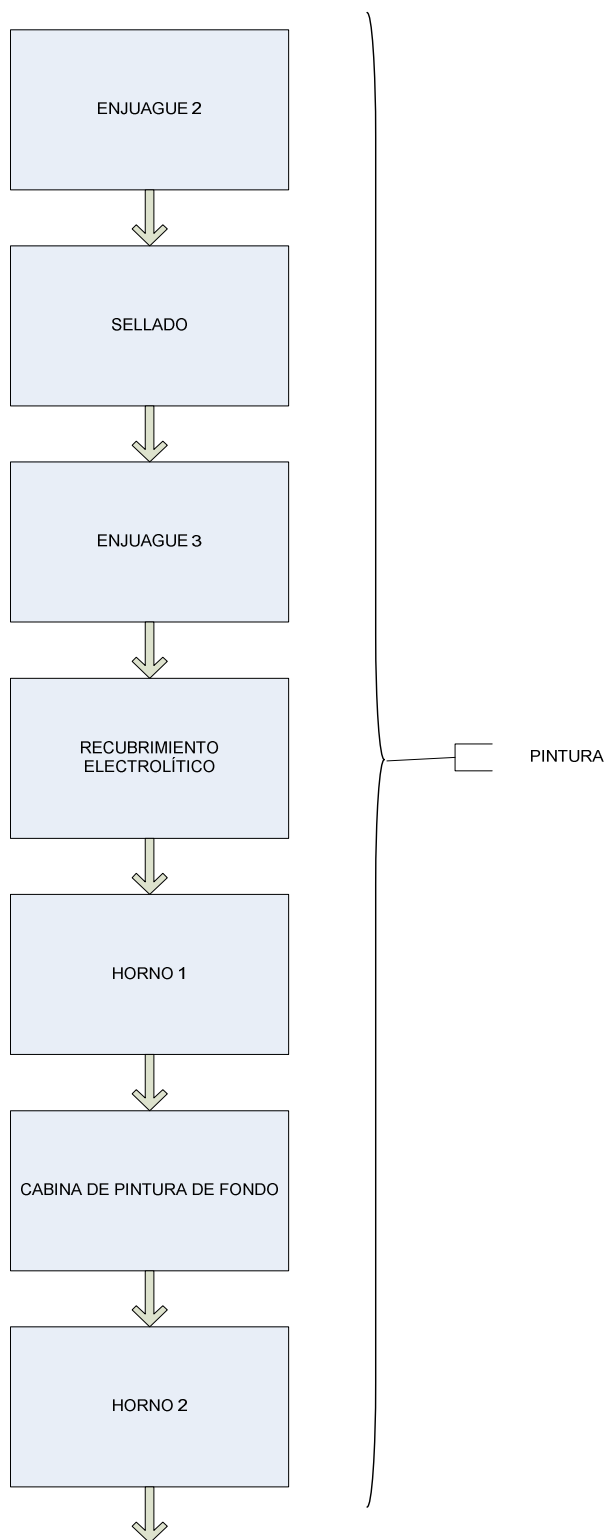 ENJUAGUE 2
SELLADO
ENJUAGUE 3
RECUBRIMIENTO
ELECTROLÍTICO
PINTURA
HORNO 1
CABINA DE PINTURA DE FONDO
HORNO 2